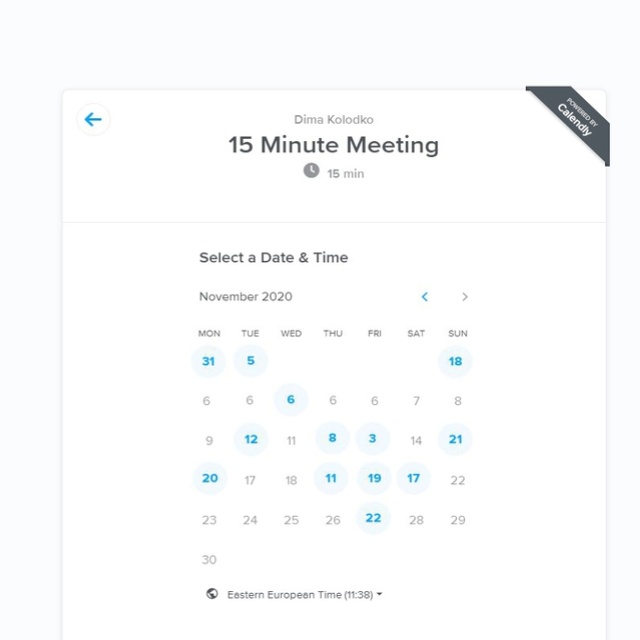 POWERED BY
Calendly
Dima Kolodko
15 Minute Meeting
15 min
Select a Date & Time
November 2020
MON TUE WED THU FRI SAT SUN
31 5 18
6 6 6 6 6 7 8
9 12 11 8 3 14 21
20 17 18 11 19 17 22
23 24 25 26 22 28 29
30
Eastern European Time (11:38)